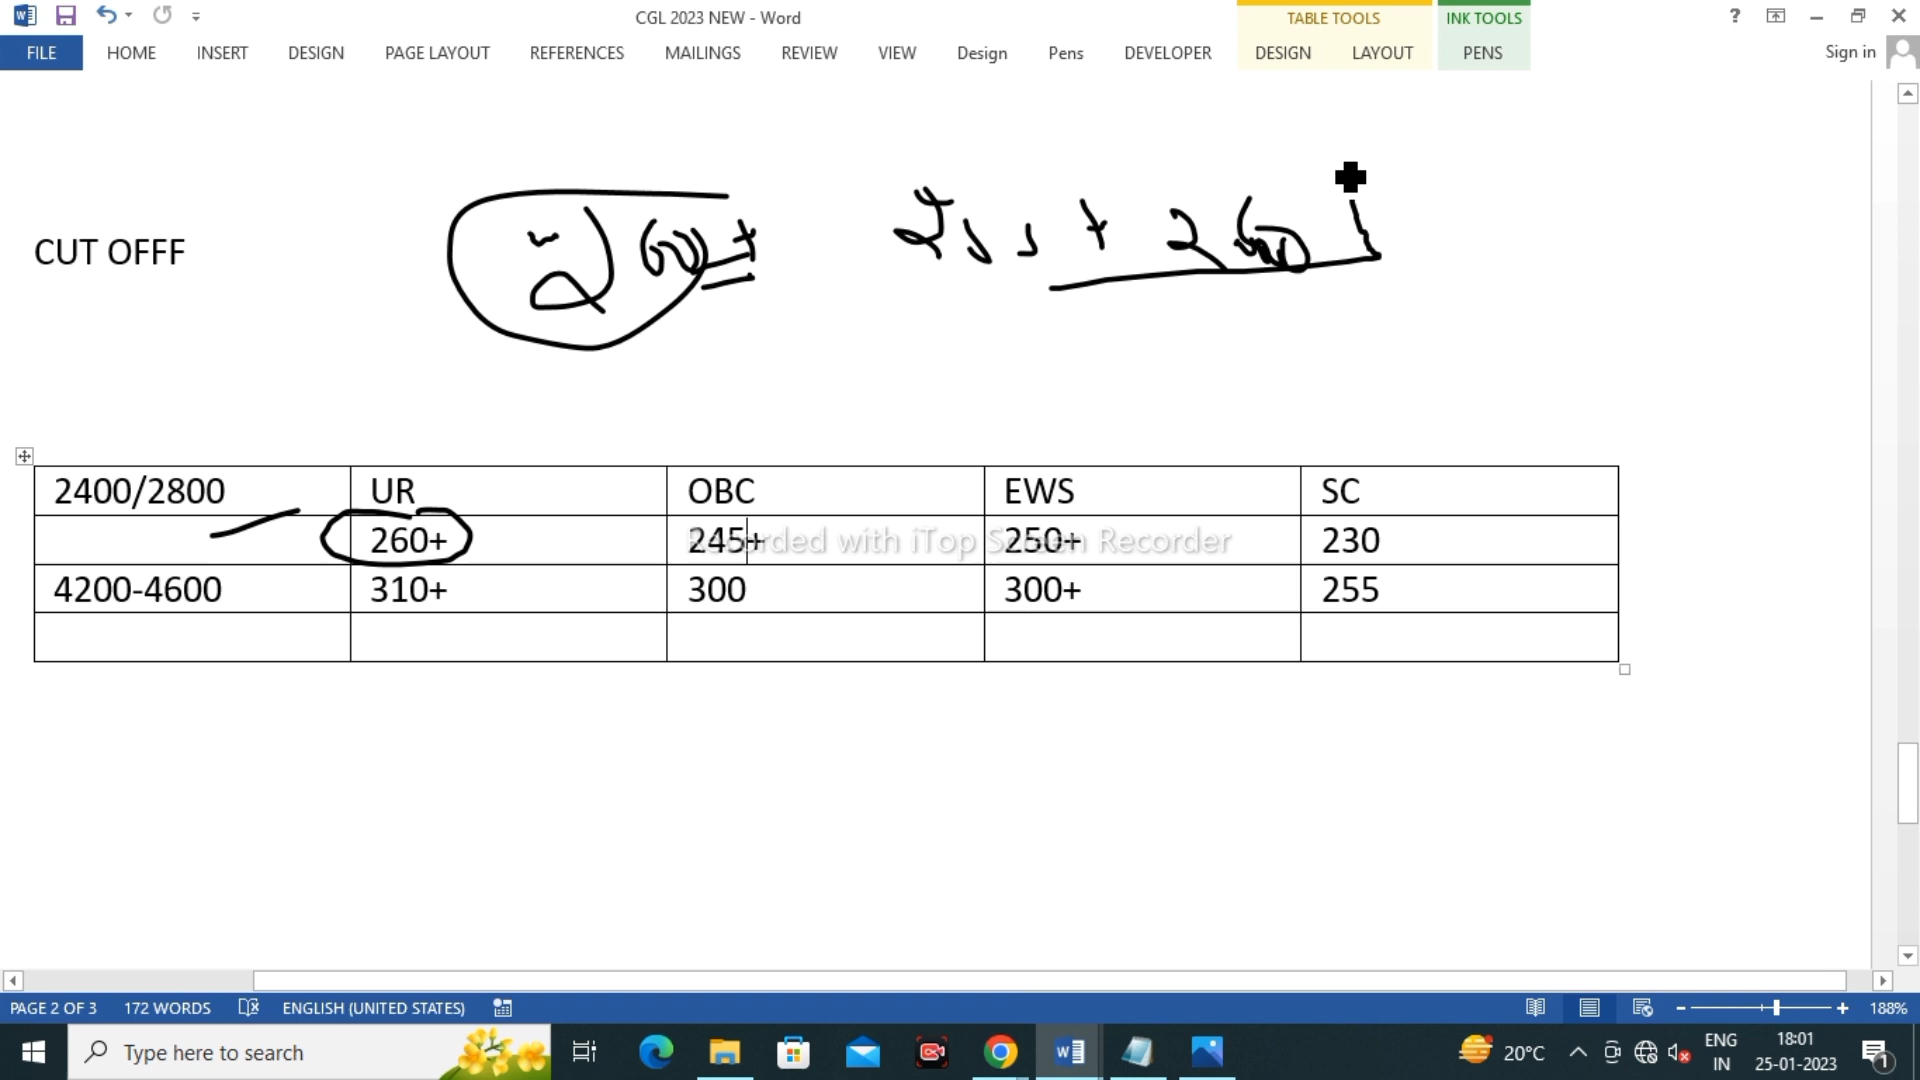 CGL 2023 NEW - Word
TABLE TOOLS
INK TOOLS
?
FILE HOME INSERT DESIGN PAGE LAYOUT REFERENCES MAILINGS REVIEW VIEW Design Pens DEVELOPER DESIGN LAYOUT PENS Sign in
CUT OFFF
260+
2400/2800 UR OBC EWS SC
260+ 245+ 250+ 230
Recorded with iTop Screen Recorder
4200-4600 310+ 300 300+ 255
PAGE 2 OF 3 172 WORDS ENGLISH (UNITED STATES) 188%
Type here to search 20°C ENG IN 18:01 25-01-2023 1